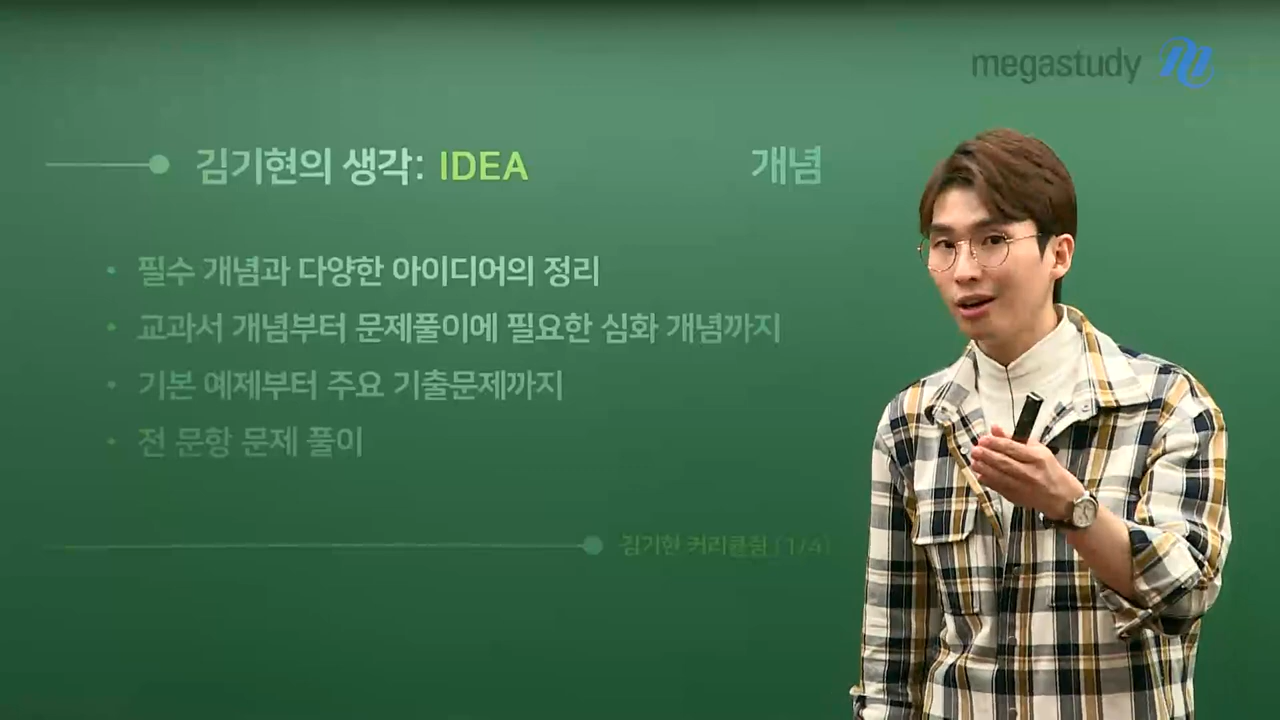 megastudy
김기현의 생각: IDEA 개념
• 필수 개념과 다양한 아이디어의 정리
• 교과서 개념부터 문제풀이에 필요한 심화 개념까지
• 기본 예제부터 주요 기출문제까지
• 전 문항 문제 풀이
김기현 커리큘럼 (1/4)